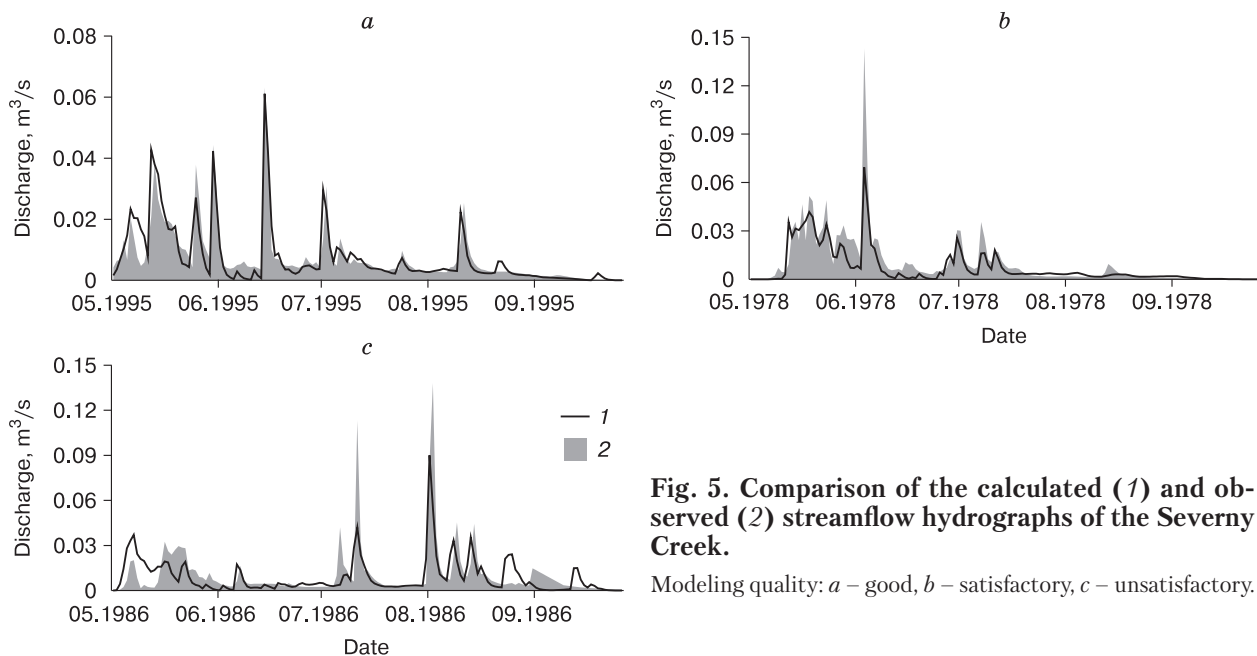 a
Discharge, m³/s
0.08
0.06
0.04
0.02
0
05.1995 06.1995 07.1995 08.1995 09.1995
b
Discharge, m³/s
0.15
0.12
0.09
0.06
0.03
0
05.1978 06.1978 07.1978 08.1978 09.1978
Date
c
Discharge, m³/s
0.15
0.12
0.09
0.06
0.03
0
05.1986 06.1986 07.1986 08.1986 09.1986
Date
1
2
Fig. 5. Comparison of the calculated (1) and ob-
served (2) streamflow hydrographs of the Severny
Creek.
Modeling quality: a – good, b – satisfactory, c – unsatisfactory.